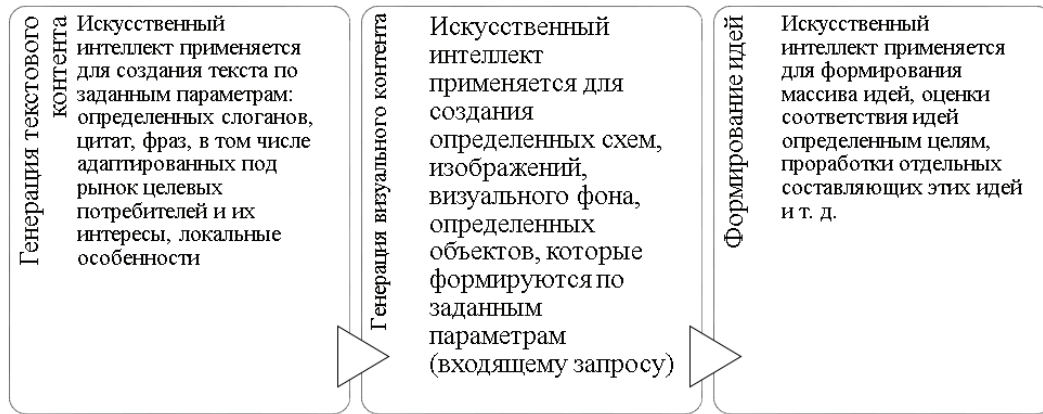 Генерация текстового
контента
Искусственный
интеллект применяется
для создания текста по
заданным параметрам:
определенных слоганов,
цитат, фраз, в том числе
адаптированных под
рынок целевых
потребителей и их
интересы, локальные
особенности
Генерация визуального контента
Искусственный
интеллект
применяется для
создания
определенных схем,
изображений,
визуального фона,
определенных
объектов, которые
формируются по
заданным
параметрам
(входящему запросу)
Формирование идей
Искусственный
интеллект применяется
для формирования
массива идей, оценки
соответствия идей
определенным целям,
проработки отдельных
составляющих этих идей
и т. д.